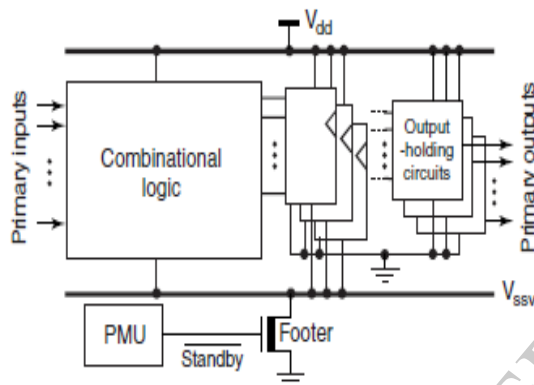 Vdd
Primary inputs
Combinational
logic
Output
-holding
circuits
Primary outputs
Vssv
PMU
Standby
Footer